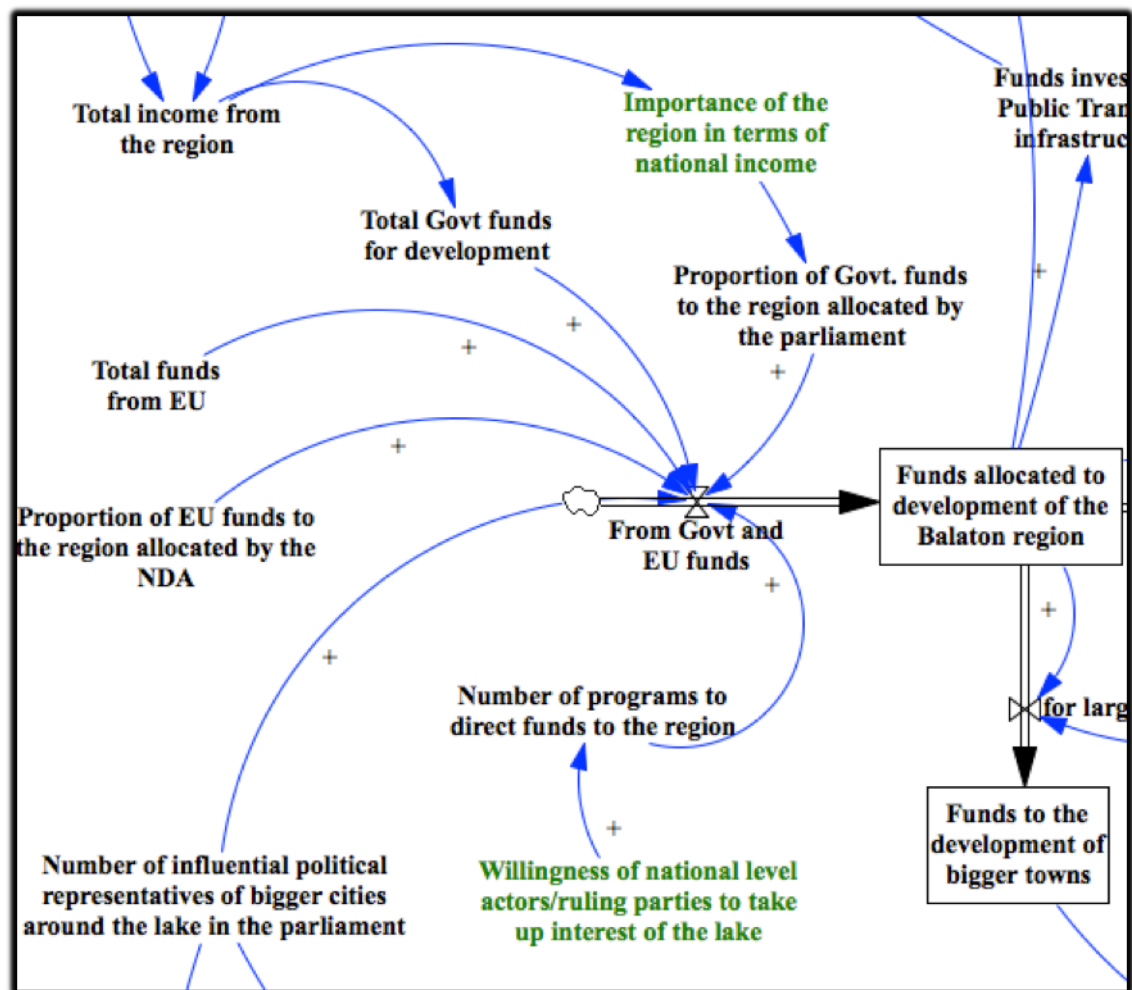 Total income from
the region
Importance of the
region in terms of
national income
Funds inves
Public Tran
infrastruc
Total Govt funds
for development
Proportion of Govt. funds
to the region allocated by
the parliament
+
+
+
+
Total funds
from EU
+
Proportion of EU funds to
the region allocated by the
NDA
From Govt and
EU funds
Funds allocated to
development of the
Balaton region
+
+
+
Number of programs to
direct funds to the region
for larg
+
Number of influential political
representatives of bigger cities
around the lake in the parliament
Willingness of national level
actors/ruling parties to take
up interest of the lake
Funds to the
development of
bigger towns